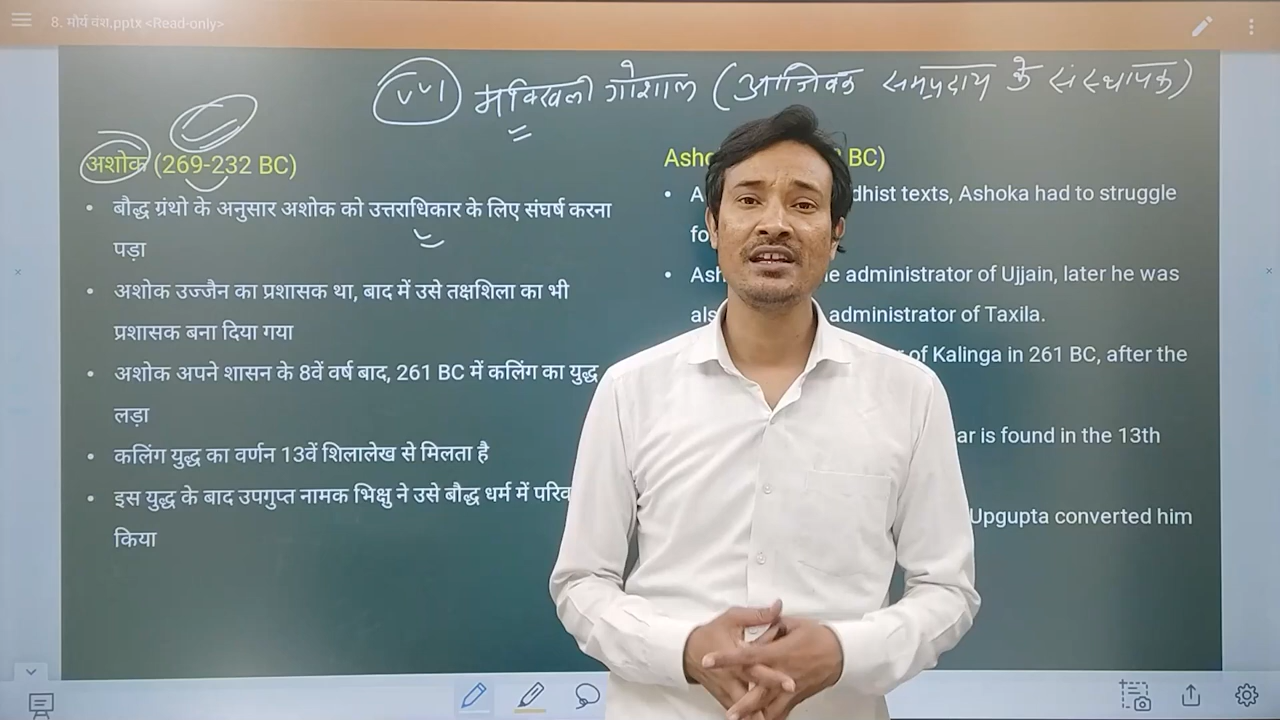 8. मौर्य वंश.pptx <Read-only>
VVI मक्खिली गोशाल (आजिवक सम्प्रदाय के संस्थापक)
अशोक (269-232 BC)
• बौद्ध ग्रंथो के अनुसार अशोक को उत्तराधिकार के लिए संघर्ष करना
पड़ा
• अशोक उज्जैन का प्रशासक था, बाद में उसे तक्षशिला का भी
प्रशासक बना दिया गया
• अशोक अपने शासन के 8वें वर्ष बाद, 261 BC में कलिंग का युद्ध
लड़ा
• कलिंग युद्ध का वर्णन 13वें शिलालेख से मिलता है
• इस युद्ध के बाद उपगुप्त नामक भिक्षु ने उसे बौद्ध धर्म में
किया
BC)
• texts, Ashoka had to struggle
• administrator of Ujjain, later he was
administrator of Taxila.
of Kalinga in 261 BC, after the
is found in the 13th
Upgupta converted him